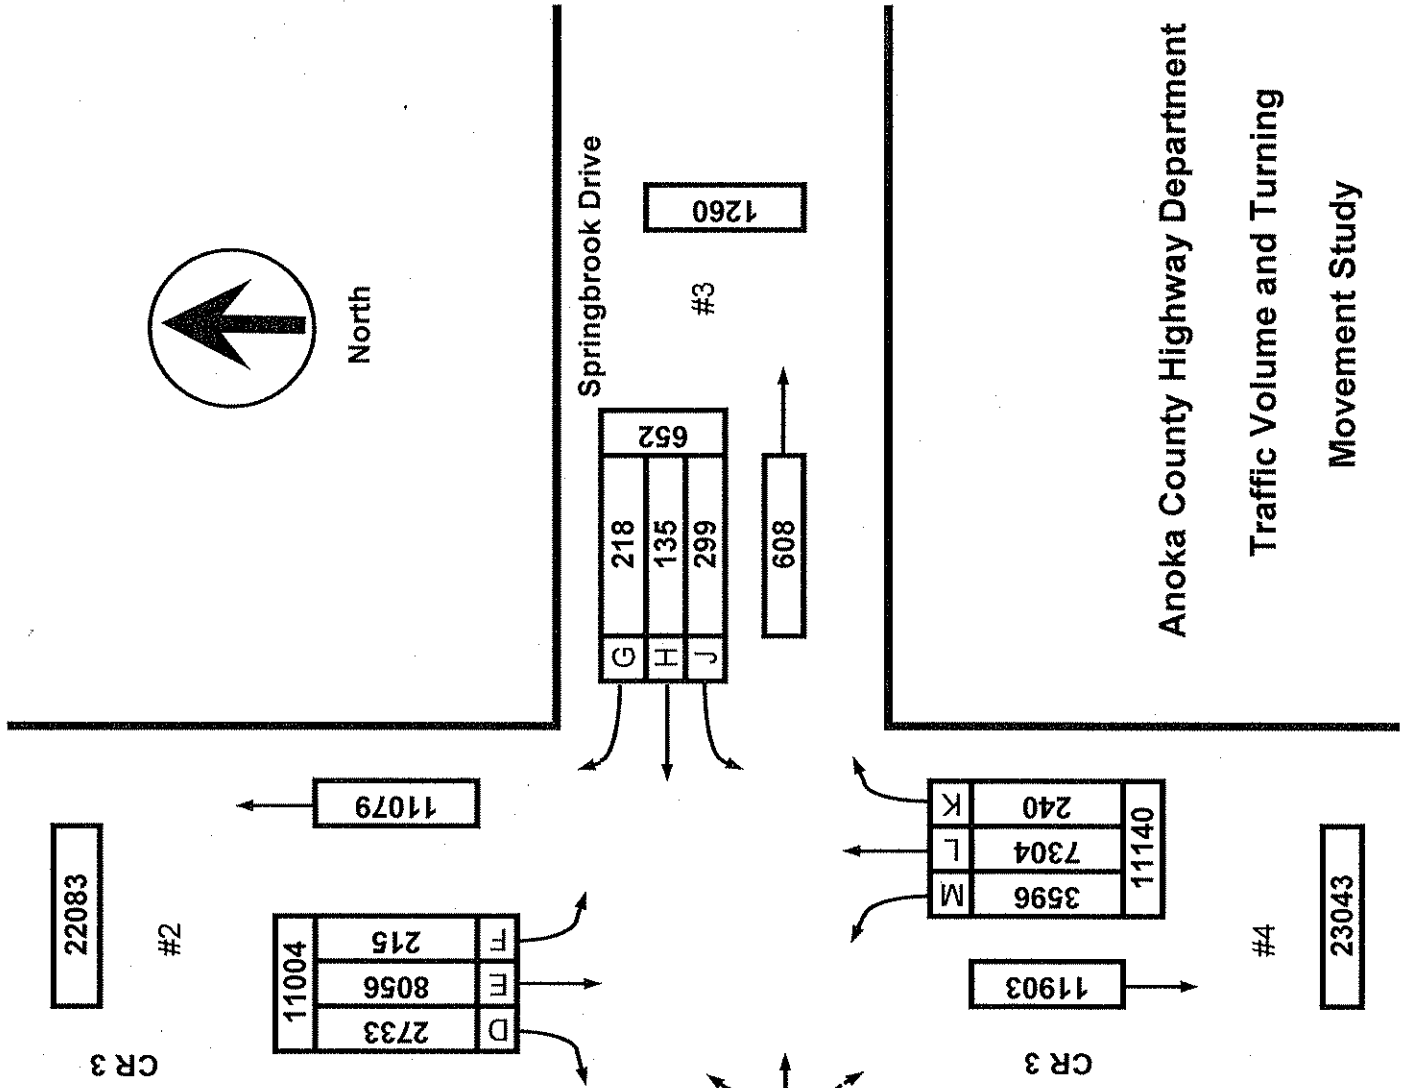 22083
#2
CR 3
11004
2733
8056
215
D
E
F
11079
North
Springbrook Drive
1260
#3
652
218
135
299
G
H
J
608
K
L
M
240
7304
3596
11140
11903
#4
23043
CR 3
Anoka County Highway Department
Traffic Volume and Turning
Movement Study